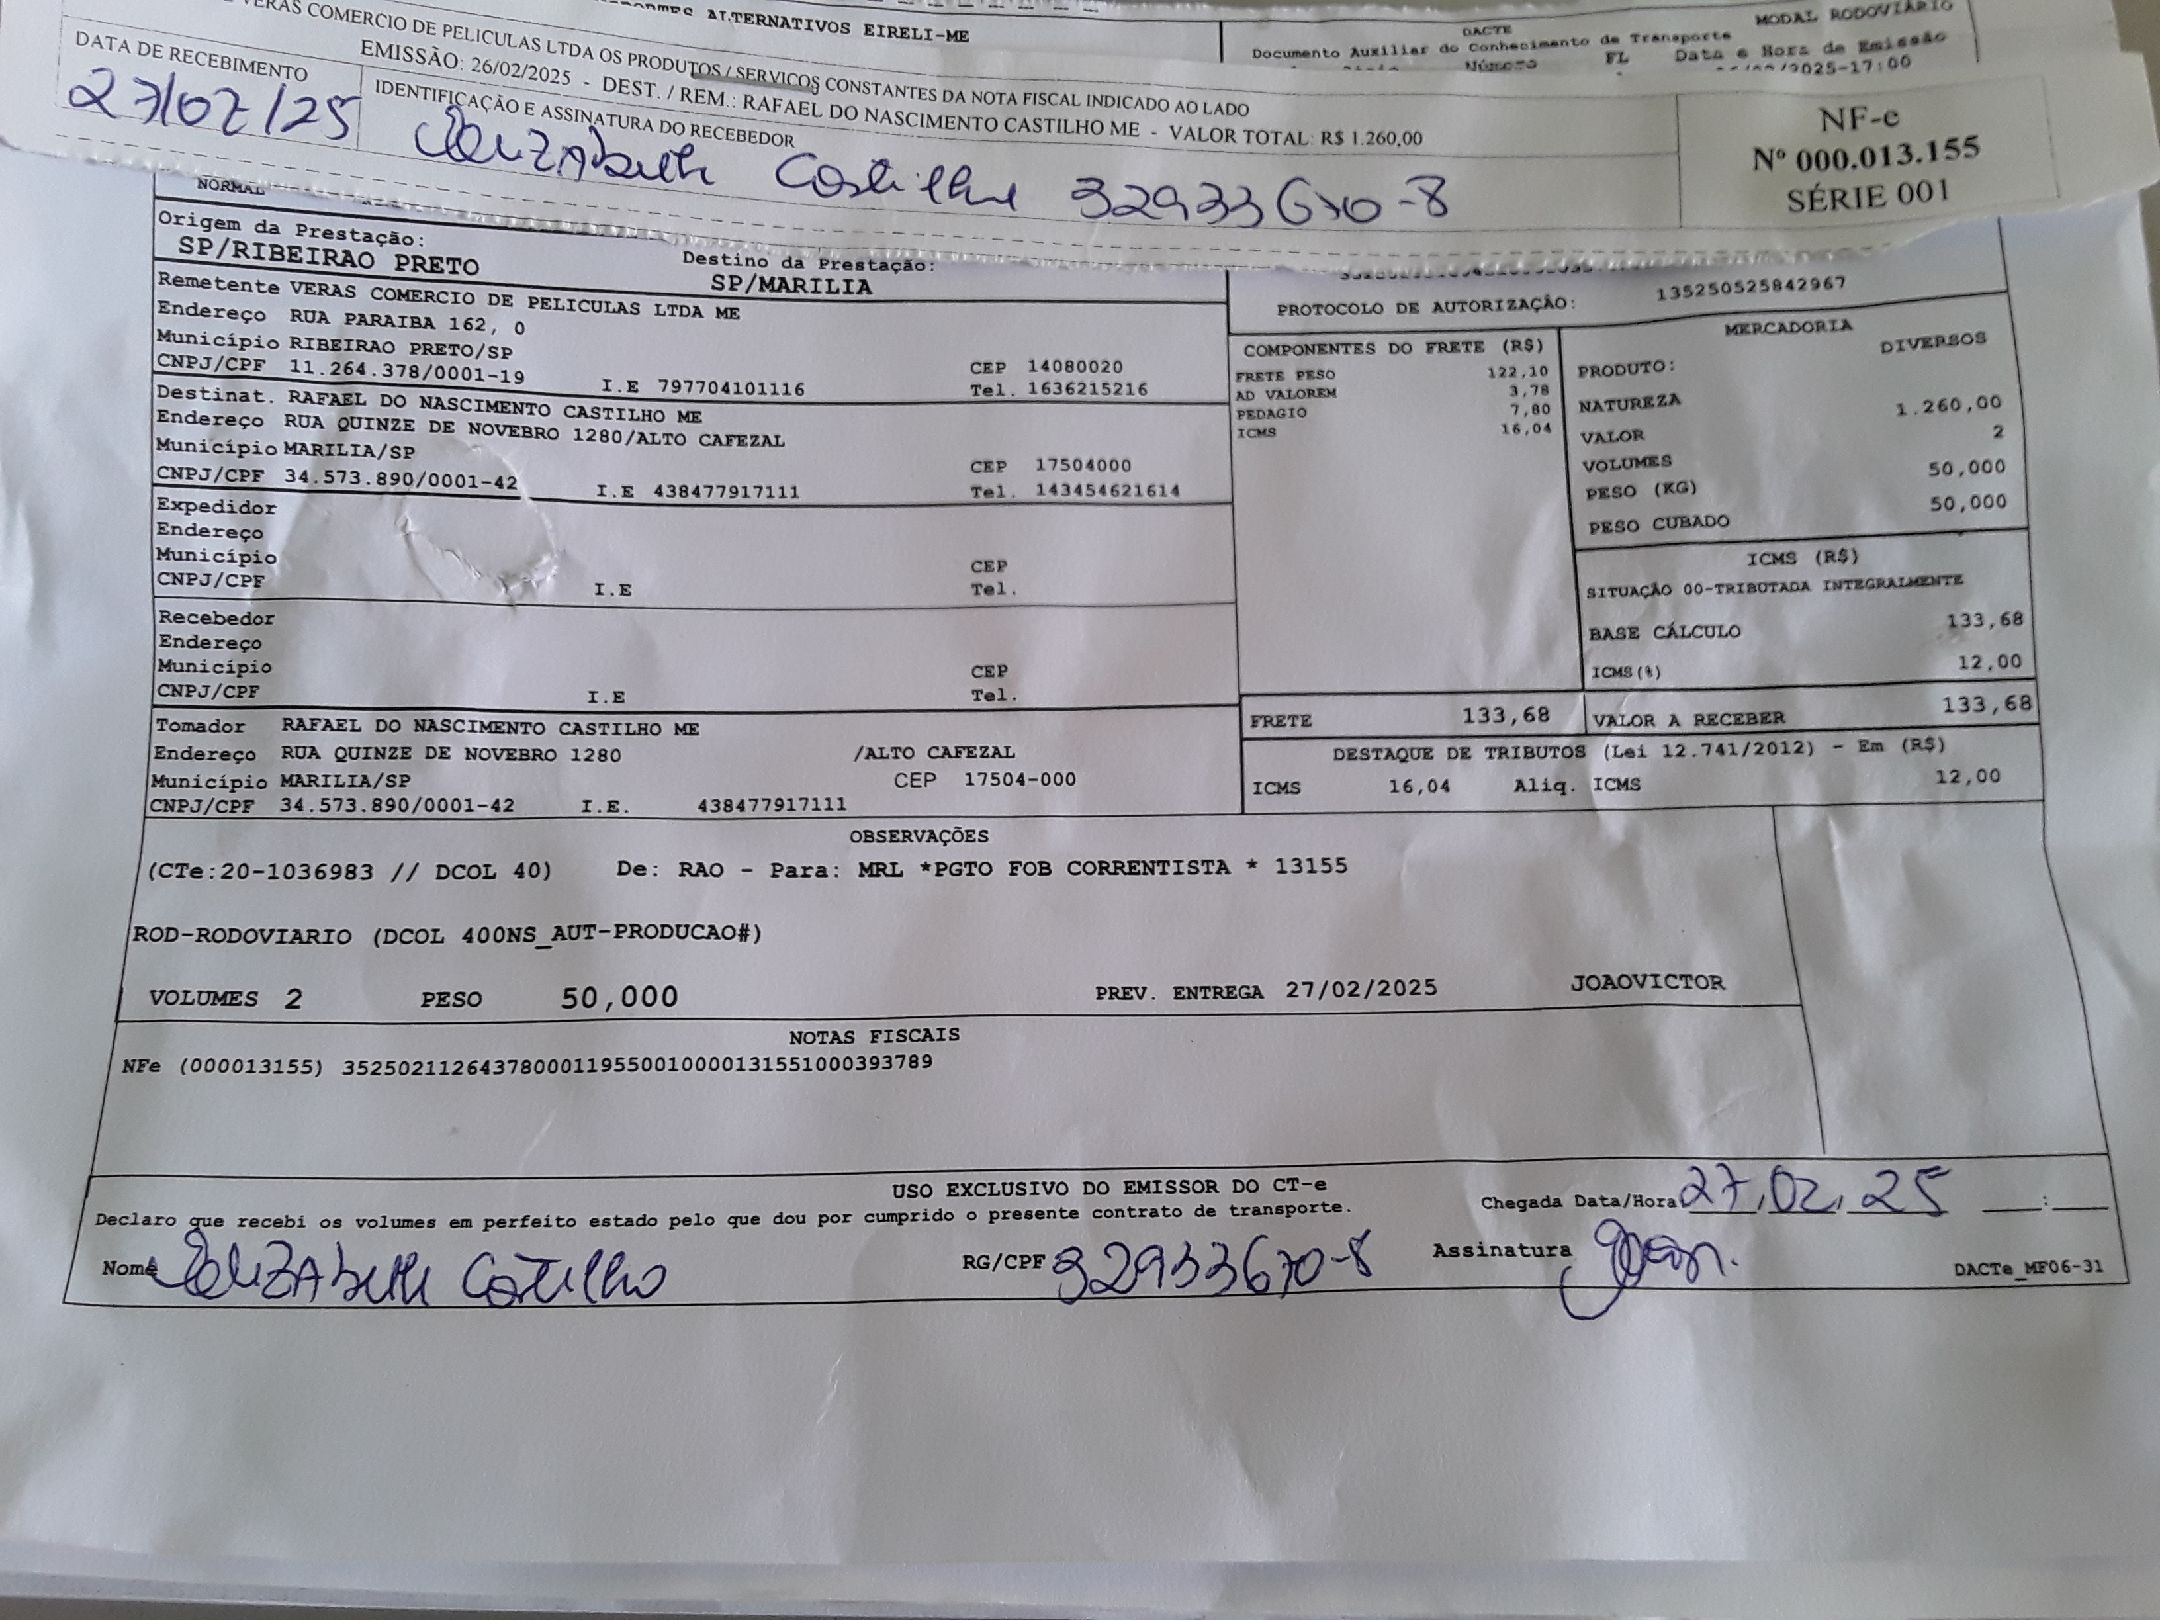 ALTERNATIVOS EIRELI-ME
DACTE
MODAL RODOVIÁRIO
Documento Auxiliar do Conhecimento de Transporte
Número FL Data e Hora de Emissão
/2025-17:00
VERAS COMERCIO DE PELICULAS LTDA OS PRODUTOS / SERVIÇOS CONSTANTES DA NOTA FISCAL INDICADO AO LADO
EMISSÃO: 26/02/2025 - DEST. / REM.: RAFAEL DO NASCIMENTO CASTILHO ME - VALOR TOTAL: R$ 1.260,00
DATA DE RECEBIMENTO
27/02/25
IDENTIFICAÇÃO E ASSINATURA DO RECEBEDOR
ElizAbeth Castilho 32933670-8
NF-e
Nº 000.013.155
SÉRIE 001
NORMAL
Origem da Prestação:
SP/RIBEIRAO PRETO
Destino da Prestação:
SP/MARILIA
Remetente VERAS COMERCIO DE PELICULAS LTDA ME
Endereço RUA PARAIBA 162, 0
Município RIBEIRAO PRETO/SP CEP 14080020
CNPJ/CPF 11.264.378/0001-19 I.E 797704101116 Tel. 1636215216
Destinat. RAFAEL DO NASCIMENTO CASTILHO ME
Endereço RUA QUINZE DE NOVEBRO 1280/ALTO CAFEZAL
Município MARILIA/SP CEP 17504000
CNPJ/CPF 34.573.890/0001-42 I.E 438477917111 Tel. 143454621614
Expedidor
Endereço
Município CEP
CNPJ/CPF I.E Tel.
Recebedor
Endereço
Município CEP
CNPJ/CPF I.E Tel.
Tomador RAFAEL DO NASCIMENTO CASTILHO ME
Endereço RUA QUINZE DE NOVEBRO 1280 /ALTO CAFEZAL
Município MARILIA/SP CEP 17504-000
CNPJ/CPF 34.573.890/0001-42 I.E. 438477917111
PROTOCOLO DE AUTORIZAÇÃO: 135250525842967
COMPONENTES DO FRETE (R$)
FRETE PESO 122,10
AD VALOREM 3,78
PEDAGIO 7,80
ICMS 16,04
MERCADORIA
PRODUTO: DIVERSOS
NATUREZA
VALOR 1.260,00
VOLUMES 2
PESO (KG) 50,000
PESO CUBADO 50,000
ICMS (R$)
SITUAÇÃO 00-TRIBUTADA INTEGRALMENTE
BASE CÁLCULO 133,68
ICMS(%) 12,00
FRETE 133,68 VALOR A RECEBER 133,68
DESTAQUE DE TRIBUTOS (Lei 12.741/2012) - Em (R$)
ICMS 16,04 Aliq. ICMS 12,00
OBSERVAÇÕES
(CTe:20-1036983 // DCOL 40) De: RAO - Para: MRL *PGTO FOB CORRENTISTA * 13155
ROD-RODOVIARIO (DCOL 400NS_AUT-PRODUCAO#)
VOLUMES 2 PESO 50,000 PREV. ENTREGA 27/02/2025 JOAOVICTOR
NOTAS FISCAIS
NFe (000013155) 35250211264378000119550010000131551000393789
USO EXCLUSIVO DO EMISSOR DO CT-e
Declaro que recebi os volumes em perfeito estado pelo que dou por cumprido o presente contrato de transporte.
Chegada Data/Hora 27,02,25 :
Nome ElizAbeth Castilho RG/CPF 32933670-8 Assinatura
DACTe_MF06-31